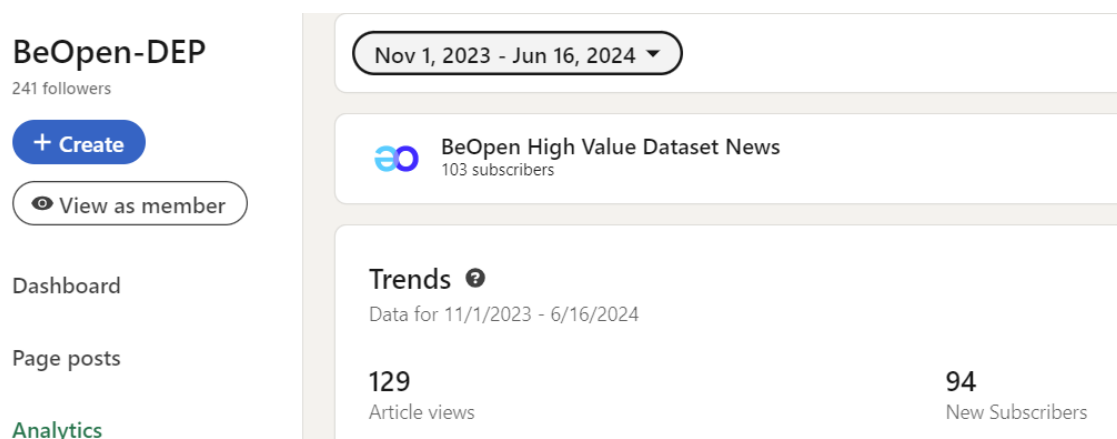 BeOpen-DEP
241 followers
+ Create
View as member
Dashboard
Page posts
Analytics
Nov 1, 2023 - Jun 16, 2024
BeOpen High Value Dataset News
103 subscribers
Trends
Data for 11/1/2023 - 6/16/2024
129
Article views
94
New Subscribers